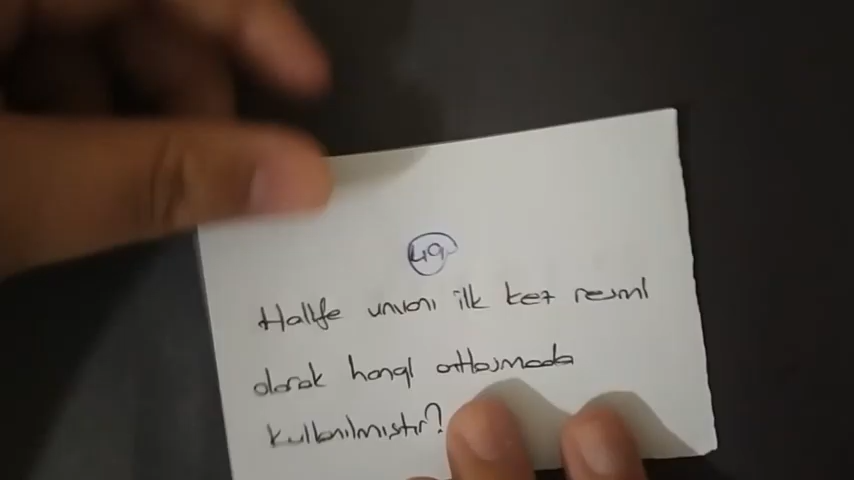 49
Halife unvanı ilk kez resmi
olarak hangi antlaşmada
kullanılmıştır?